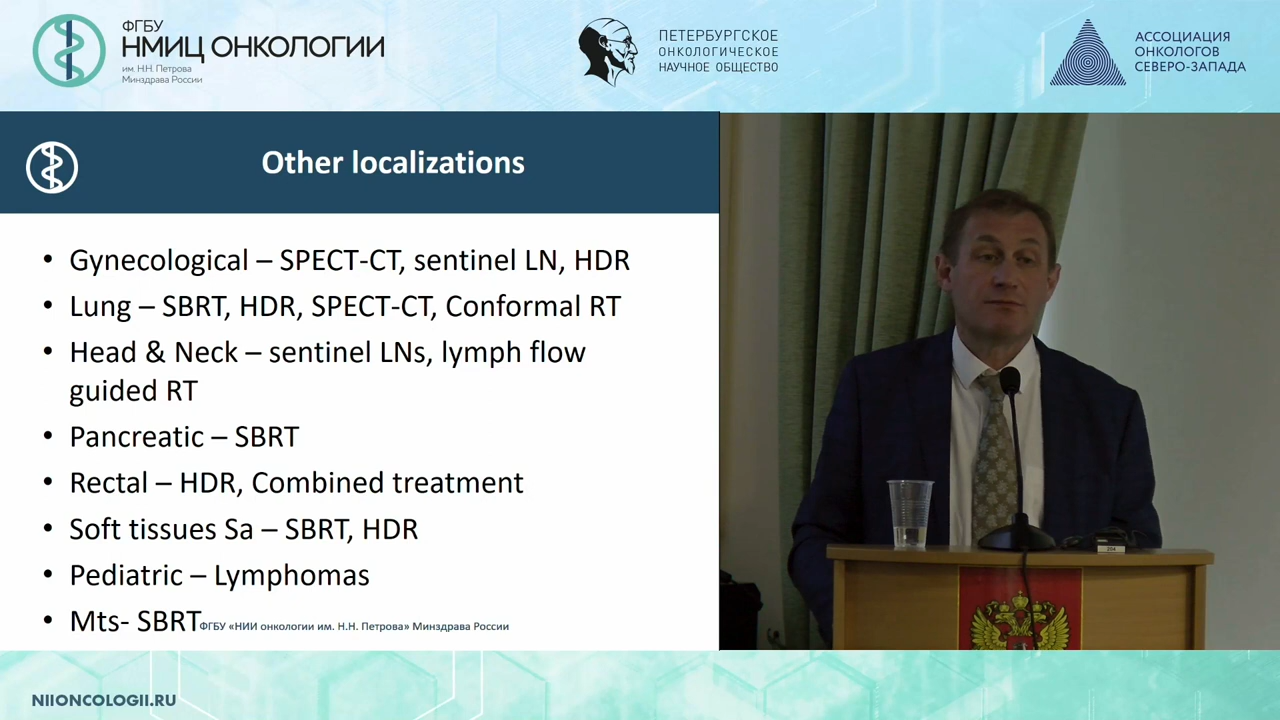 ФГБУ
НМИЦ ОНКОЛОГИИ
им. Н.Н. Петрова
Минздрава России
ПЕТЕРБУРГСКОЕ
ОНКОЛОГИЧЕСКОЕ
НАУЧНОЕ ОБЩЕСТВО
АССОЦИАЦИЯ
ОНКОЛОГОВ
СЕВЕРО-ЗАПАДА
Other localizations
• Gynecological – SPECT-CT, sentinel LN, HDR
• Lung – SBRT, HDR, SPECT-CT, Conformal RT
• Head & Neck – sentinel LNs, lymph flow
guided RT
• Pancreatic – SBRT
• Rectal – HDR, Combined treatment
• Soft tissues Sa – SBRT, HDR
• Pediatric – Lymphomas
• Mts- SBRT
ФГБУ «НИИ онкологии им. Н.Н. Петрова» Минздрава России
204
NIIONCOLOGII.RU